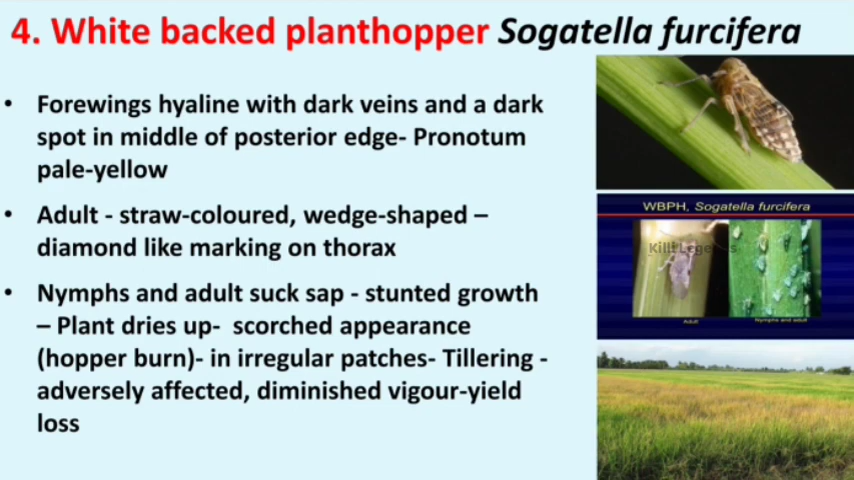 4. White backed planthopper Sogatella furcifera
• Forewings hyaline with dark veins and a dark
spot in middle of posterior edge- Pronotum
pale-yellow
• Adult - straw-coloured, wedge-shaped –
diamond like marking on thorax
• Nymphs and adult suck sap - stunted growth
– Plant dries up- scorched appearance
(hopper burn)- in irregular patches- Tillering -
adversely affected, diminished vigour-yield
loss
WBPH, Sogatella furcifera
Adult
Nymphs and adult